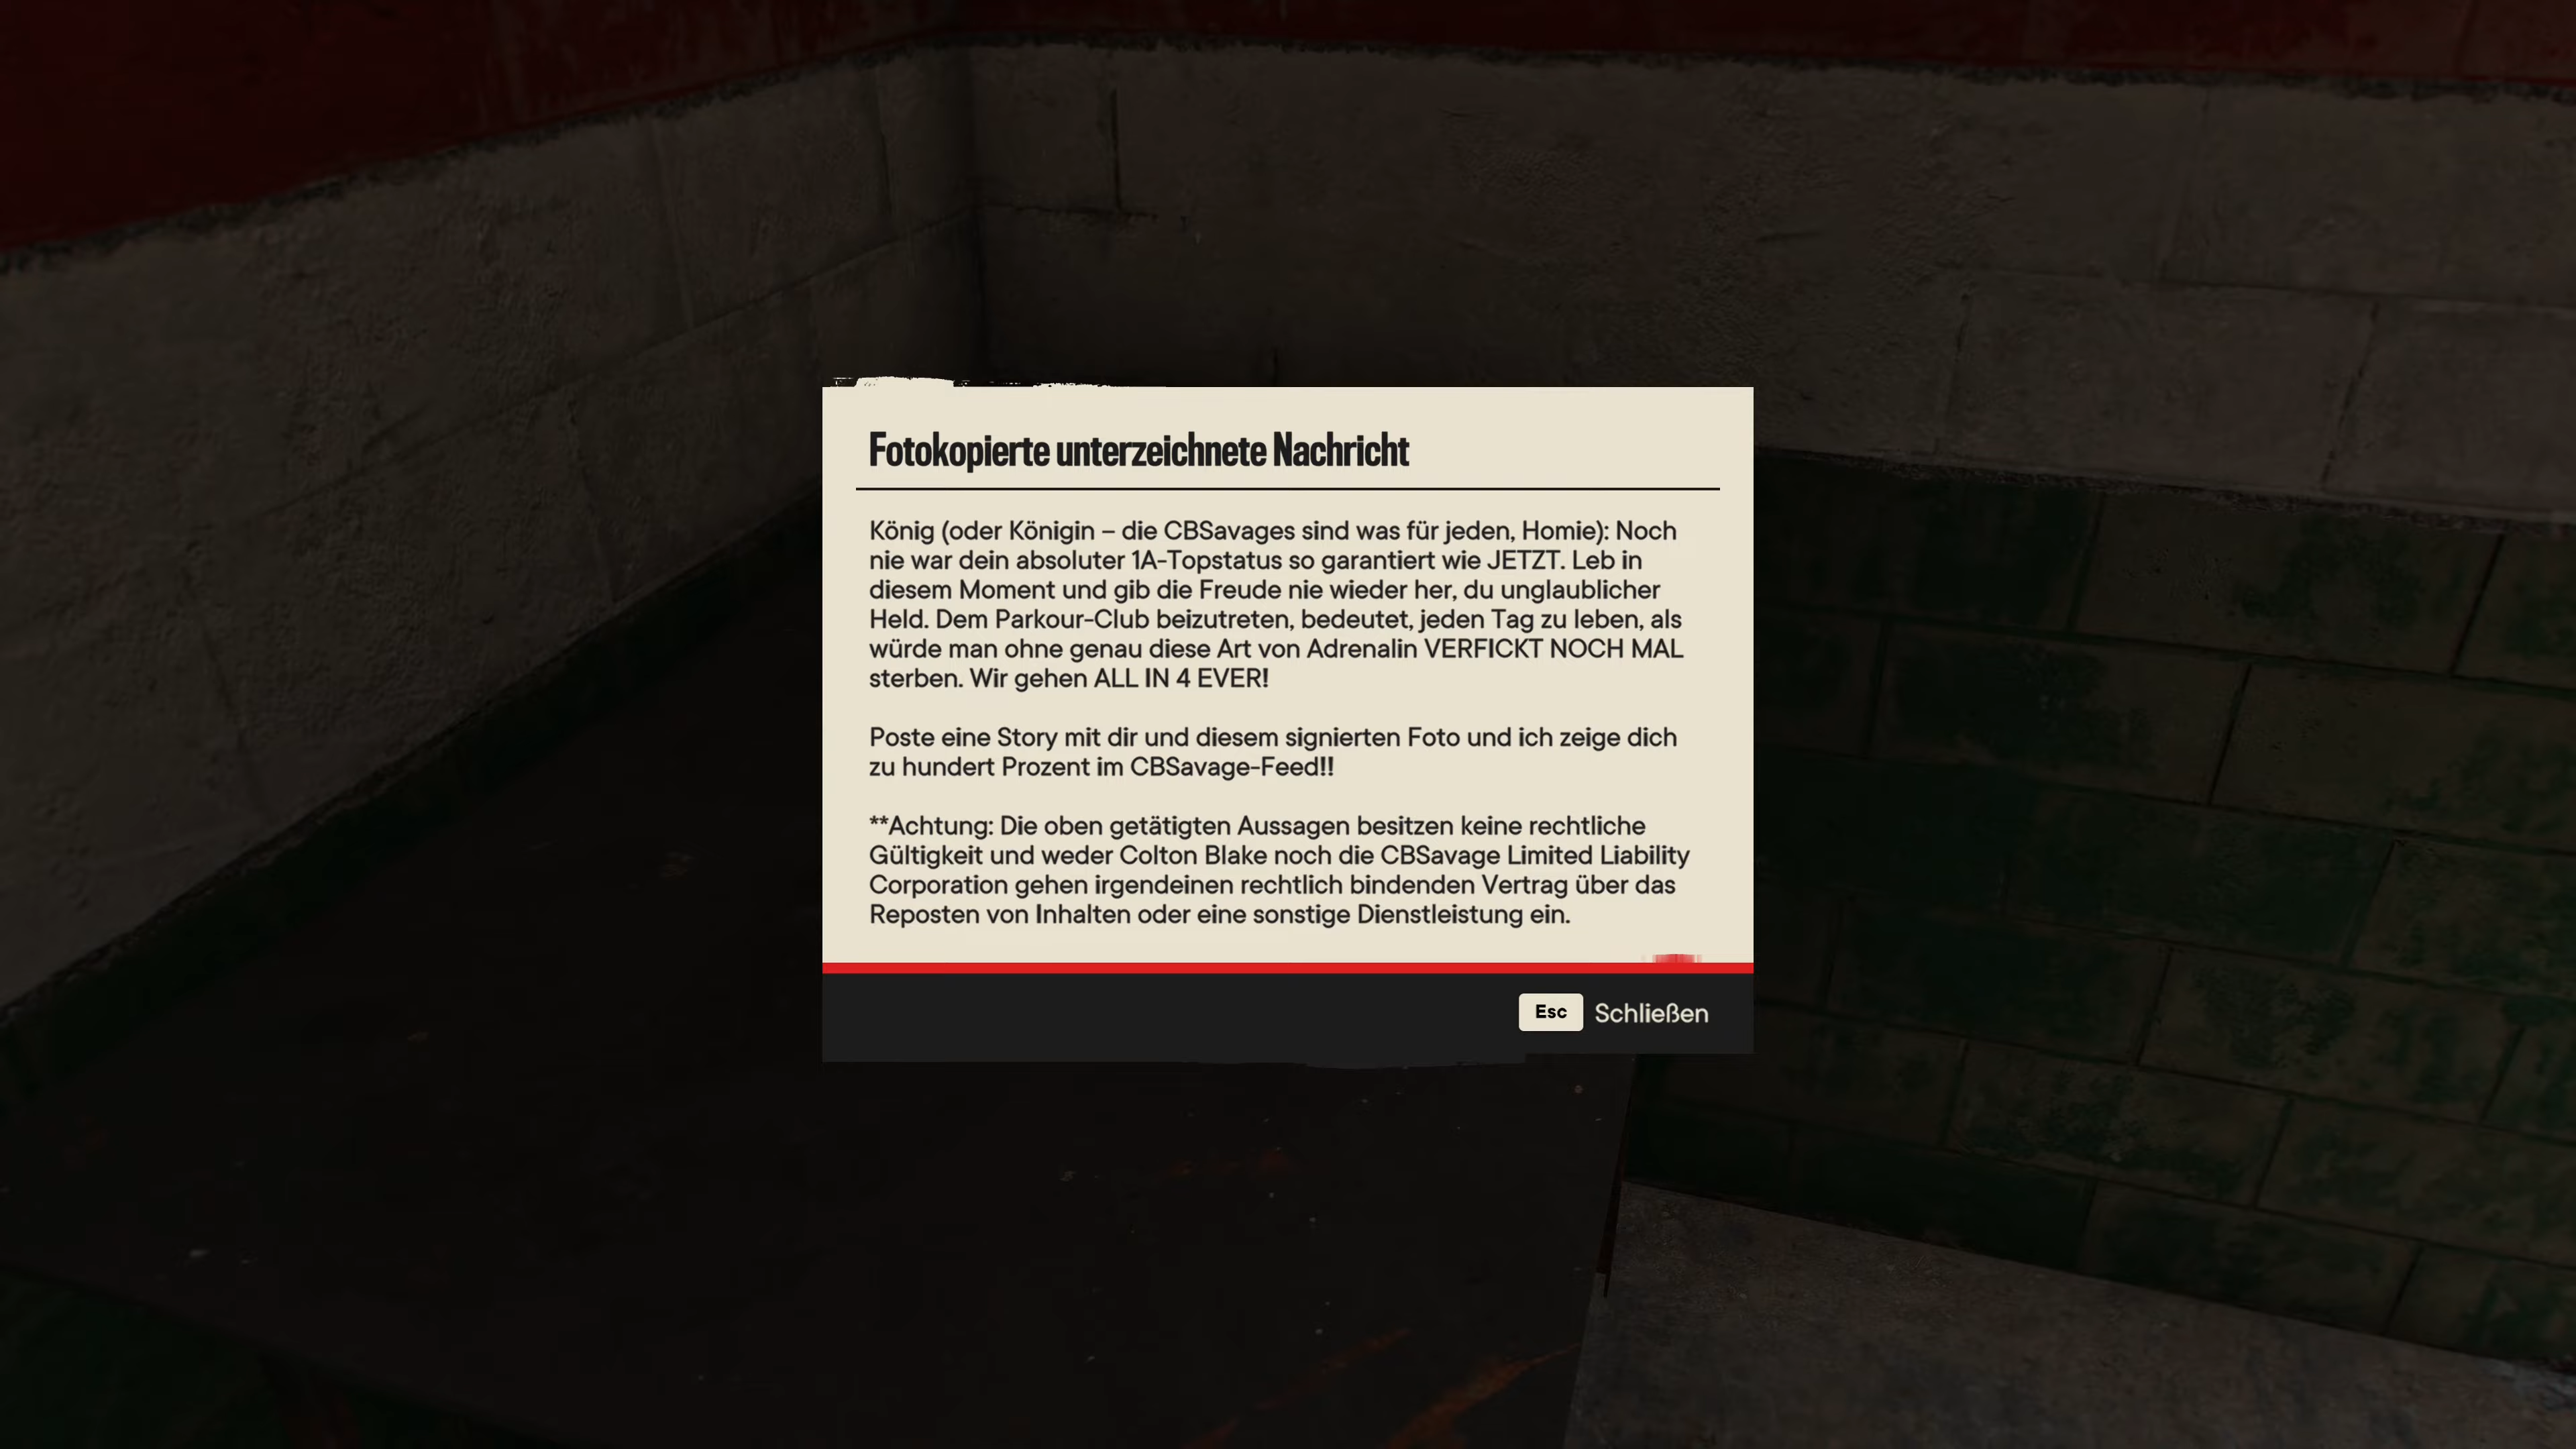 Fotokopierte unterzeichnete Nachricht
König (oder Königin – die CBSavages sind was für jeden, Homie): Noch
nie war dein absoluter 1A-Topstatus so garantiert wie JETZT. Leb in
diesem Moment und gib die Freude nie wieder her, du unglaublicher
Held. Dem Parkour-Club beizutreten, bedeutet, jeden Tag zu leben, als
würde man ohne genau diese Art von Adrenalin VERFICKT NOCH MAL
sterben. Wir gehen ALL IN 4 EVER!
Poste eine Story mit dir und diesem signierten Foto und ich zeige dich
zu hundert Prozent im CBSavage-Feed!!
**Achtung: Die oben getätigten Aussagen besitzen keine rechtliche
Gültigkeit und weder Colton Blake noch die CBSavage Limited Liability
Corporation gehen irgendeinen rechtlich bindenden Vertrag über das
Reposten von Inhalten oder eine sonstige Dienstleistung ein.
Esc Schließen